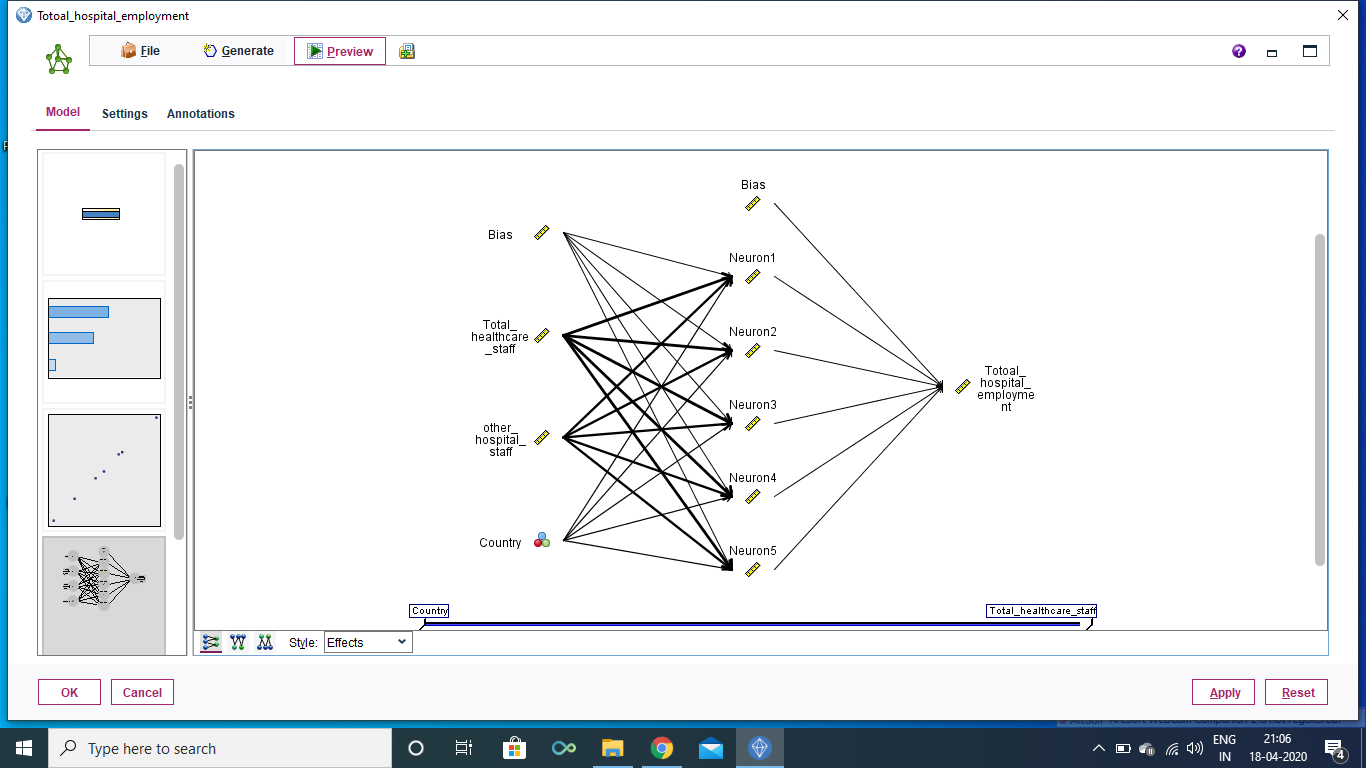 Totoal_hospital_employment
File
Generate
Preview
Model
Settings
Annotations
Bias
Bias
Neuron1
Total_
healthcare
_staff
Neuron2
Totoal_
hospital_
employme
nt
Neuron3
other_
hospital_
staff
Neuron4
Country
Neuron5
Country
Total_healthcare_staff
Style:
Effects
OK
Cancel
Apply
Reset
Type here to search
ENG
IN
21:06
18-04-2020
4